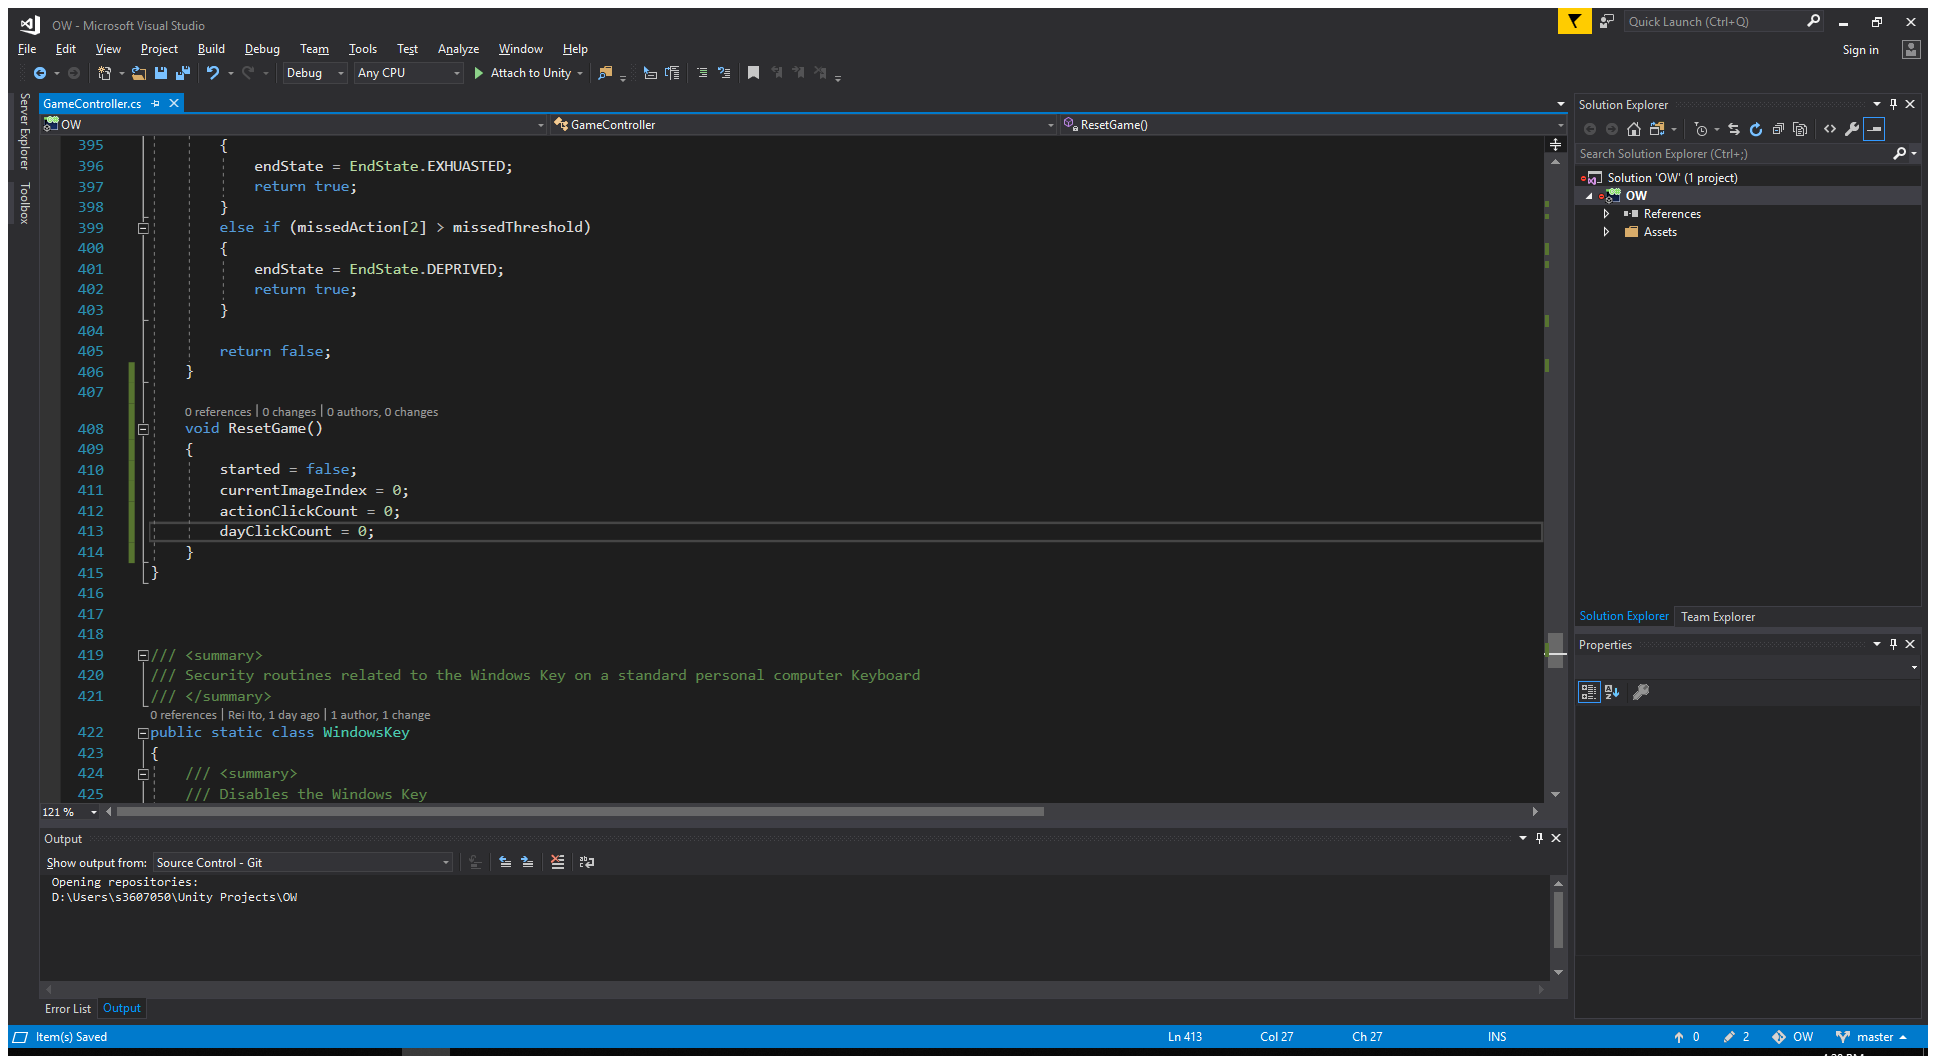 OW - Microsoft Visual Studio
Quick Launch (Ctrl+Q)
File Edit View Project Build Debug Team Tools Test Analyze Window Help
Sign in
Debug Any CPU Attach to Unity
Server Explorer
Toolbox
GameController.cs
OW GameController ResetGame()
395 {
396 endState = EndState.EXHUASTED;
397 return true;
398 }
399 else if (missedAction[2] > missedThreshold)
400 {
401 endState = EndState.DEPRIVED;
402 return true;
403 }
404
405 return false;
406 }
407
0 references | 0 changes | 0 authors, 0 changes
408 void ResetGame()
409 {
410 started = false;
411 currentImageIndex = 0;
412 actionClickCount = 0;
413 dayClickCount = 0;
414 }
415 }
416
417
418
419 /// <summary>
420 /// Security routines related to the Windows Key on a standard personal computer Keyboard
421 /// </summary>
0 references | Rei Ito, 1 day ago | 1 author, 1 change
422 public static class WindowsKey
423 {
424 /// <summary>
425 /// Disables the Windows Key
121 %
Output
Show output from: Source Control - Git
Opening repositories:
D:\Users\s3607050\Unity Projects\OW
Error List Output
Solution Explorer
Search Solution Explorer (Ctrl+;)
Solution 'OW' (1 project)
OW
References
Assets
Solution Explorer Team Explorer
Properties
Item(s) Saved Ln 413 Col 27 Ch 27 INS 0 2 OW master